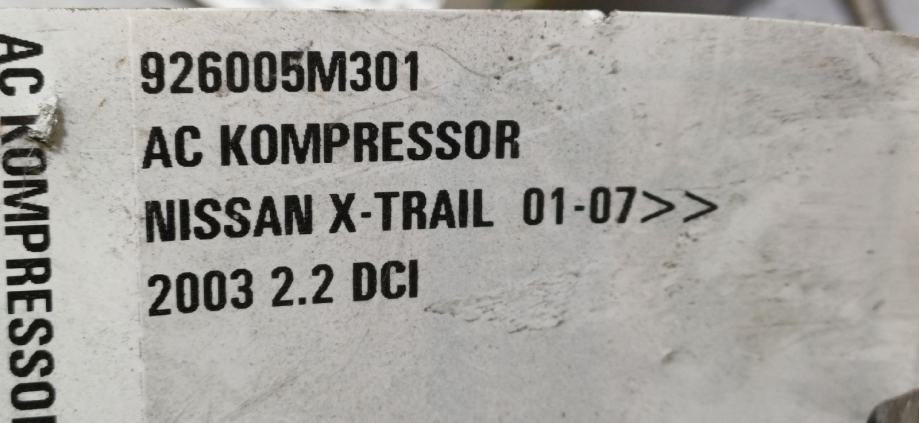 926005M301
AC KOMPRESSOR
NISSAN X-TRAIL 01-07>>
2003 2.2 DCI
AC KOMPRESSOR